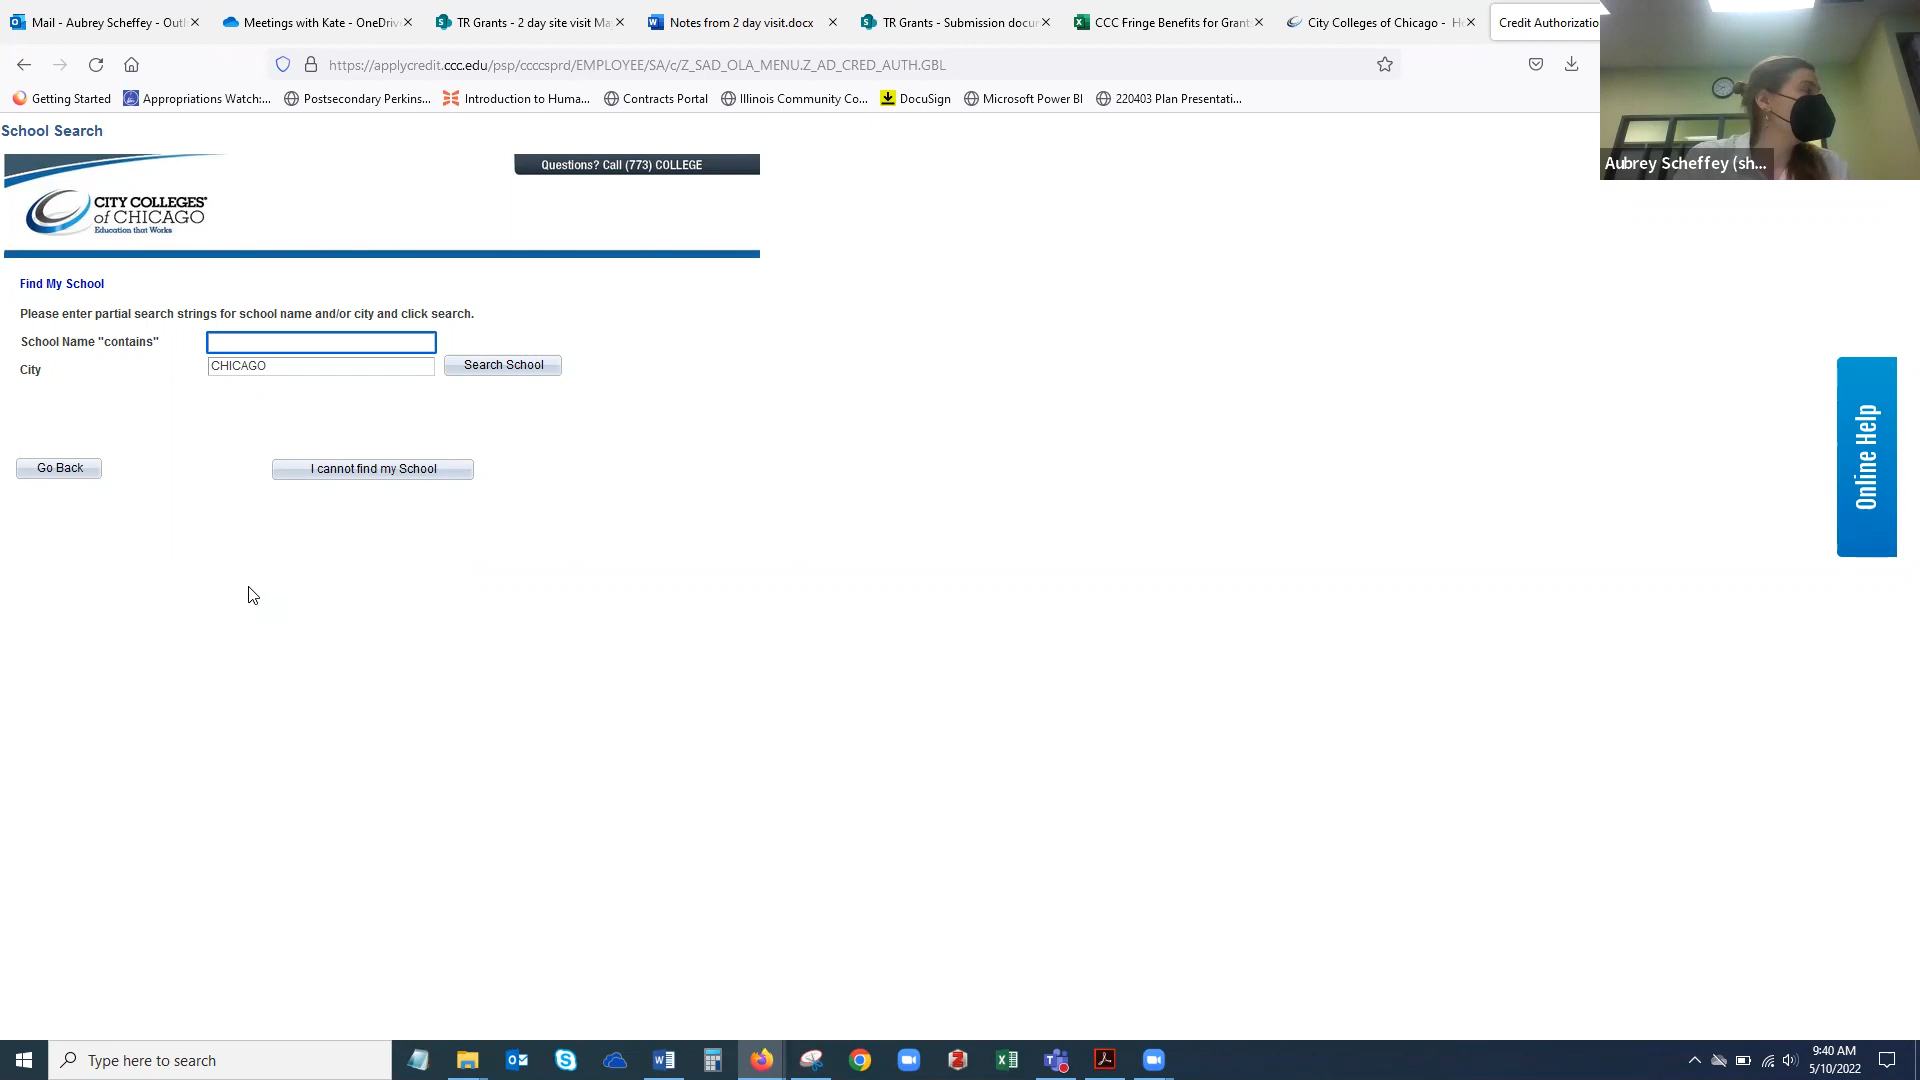 Mail - Aubrey Scheffey - Outl
Meetings with Kate - OneDrive
TR Grants - 2 day site visit Ma
Notes from 2 day visit.docx
TR Grants - Submission docur
CCC Fringe Benefits for Grant
City Colleges of Chicago - Ho
Credit Authorizatio
https://applycredit.ccc.edu/psp/ccccsprd/EMPLOYEE/SA/c/Z_SAD_OLA_MENU.Z_AD_CRED_AUTH.GBL
Getting Started
Appropriations Watch:...
Postsecondary Perkins...
Introduction to Huma...
Contracts Portal
Illinois Community Co...
DocuSign
Microsoft Power BI
220403 Plan Presentati...
Aubrey Scheffey (sh...
School Search
Questions? Call (773) COLLEGE
CITY COLLEGES®
of CHICAGO
Education that Works
Find My School
Please enter partial search strings for school name and/or city and click search.
School Name "contains"
City
CHICAGO
Search School
Go Back
I cannot find my School
Online Help
Type here to search
9:40 AM
5/10/2022